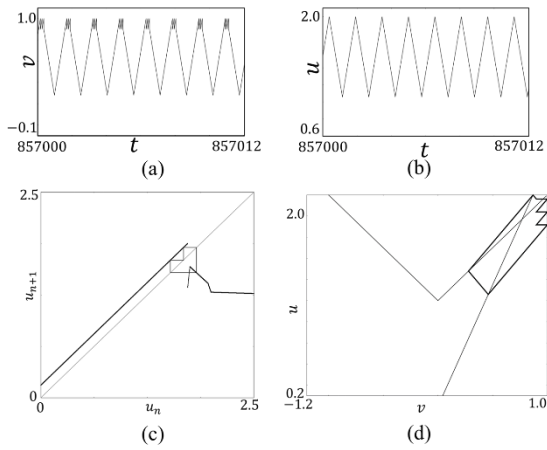 1.0
v
−0.1
857000
t
857012
(a)
2.0
u
0.6
857000
t
857012
(b)
2.5
u_{n+1}
0
0
u_n
2.5
(c)
2.0
u
0.2
−1.2
v
1.0
(d)